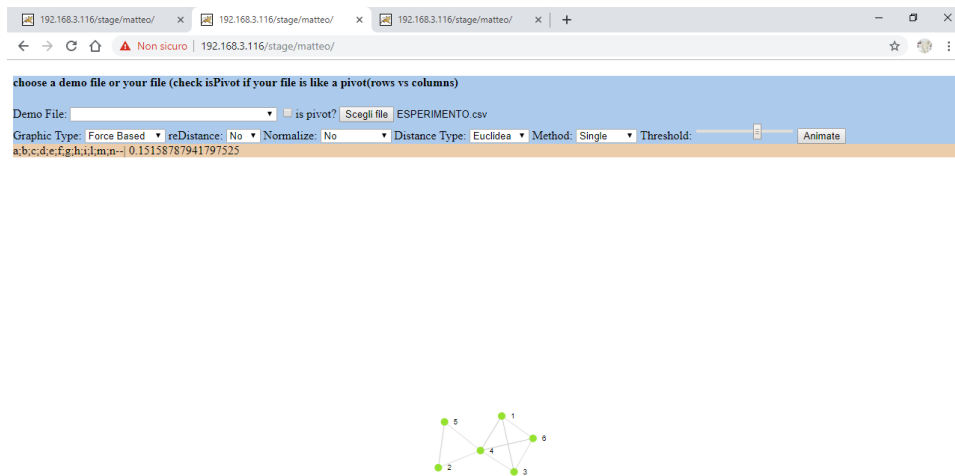 192.168.3.116/stage/matteo/ 192.168.3.116/stage/matteo/ 192.168.3.116/stage/matteo/
Non sicuro 192.168.3.116/stage/matteo/
choose a demo file or your file (check isPivot if your file is like a pivot(rows vs columns)
Demo File: is pivot? Scegli file ESPERIMENTO.csv
Graphic Type: Force Based reDistance: No Normalize: No Distance Type: Euclidea Method: Single Threshold: Animate
a;b;c;d;e;f;g;h;i;l;m;n--| 0.15158787941797525
1
5
6
4
2
3